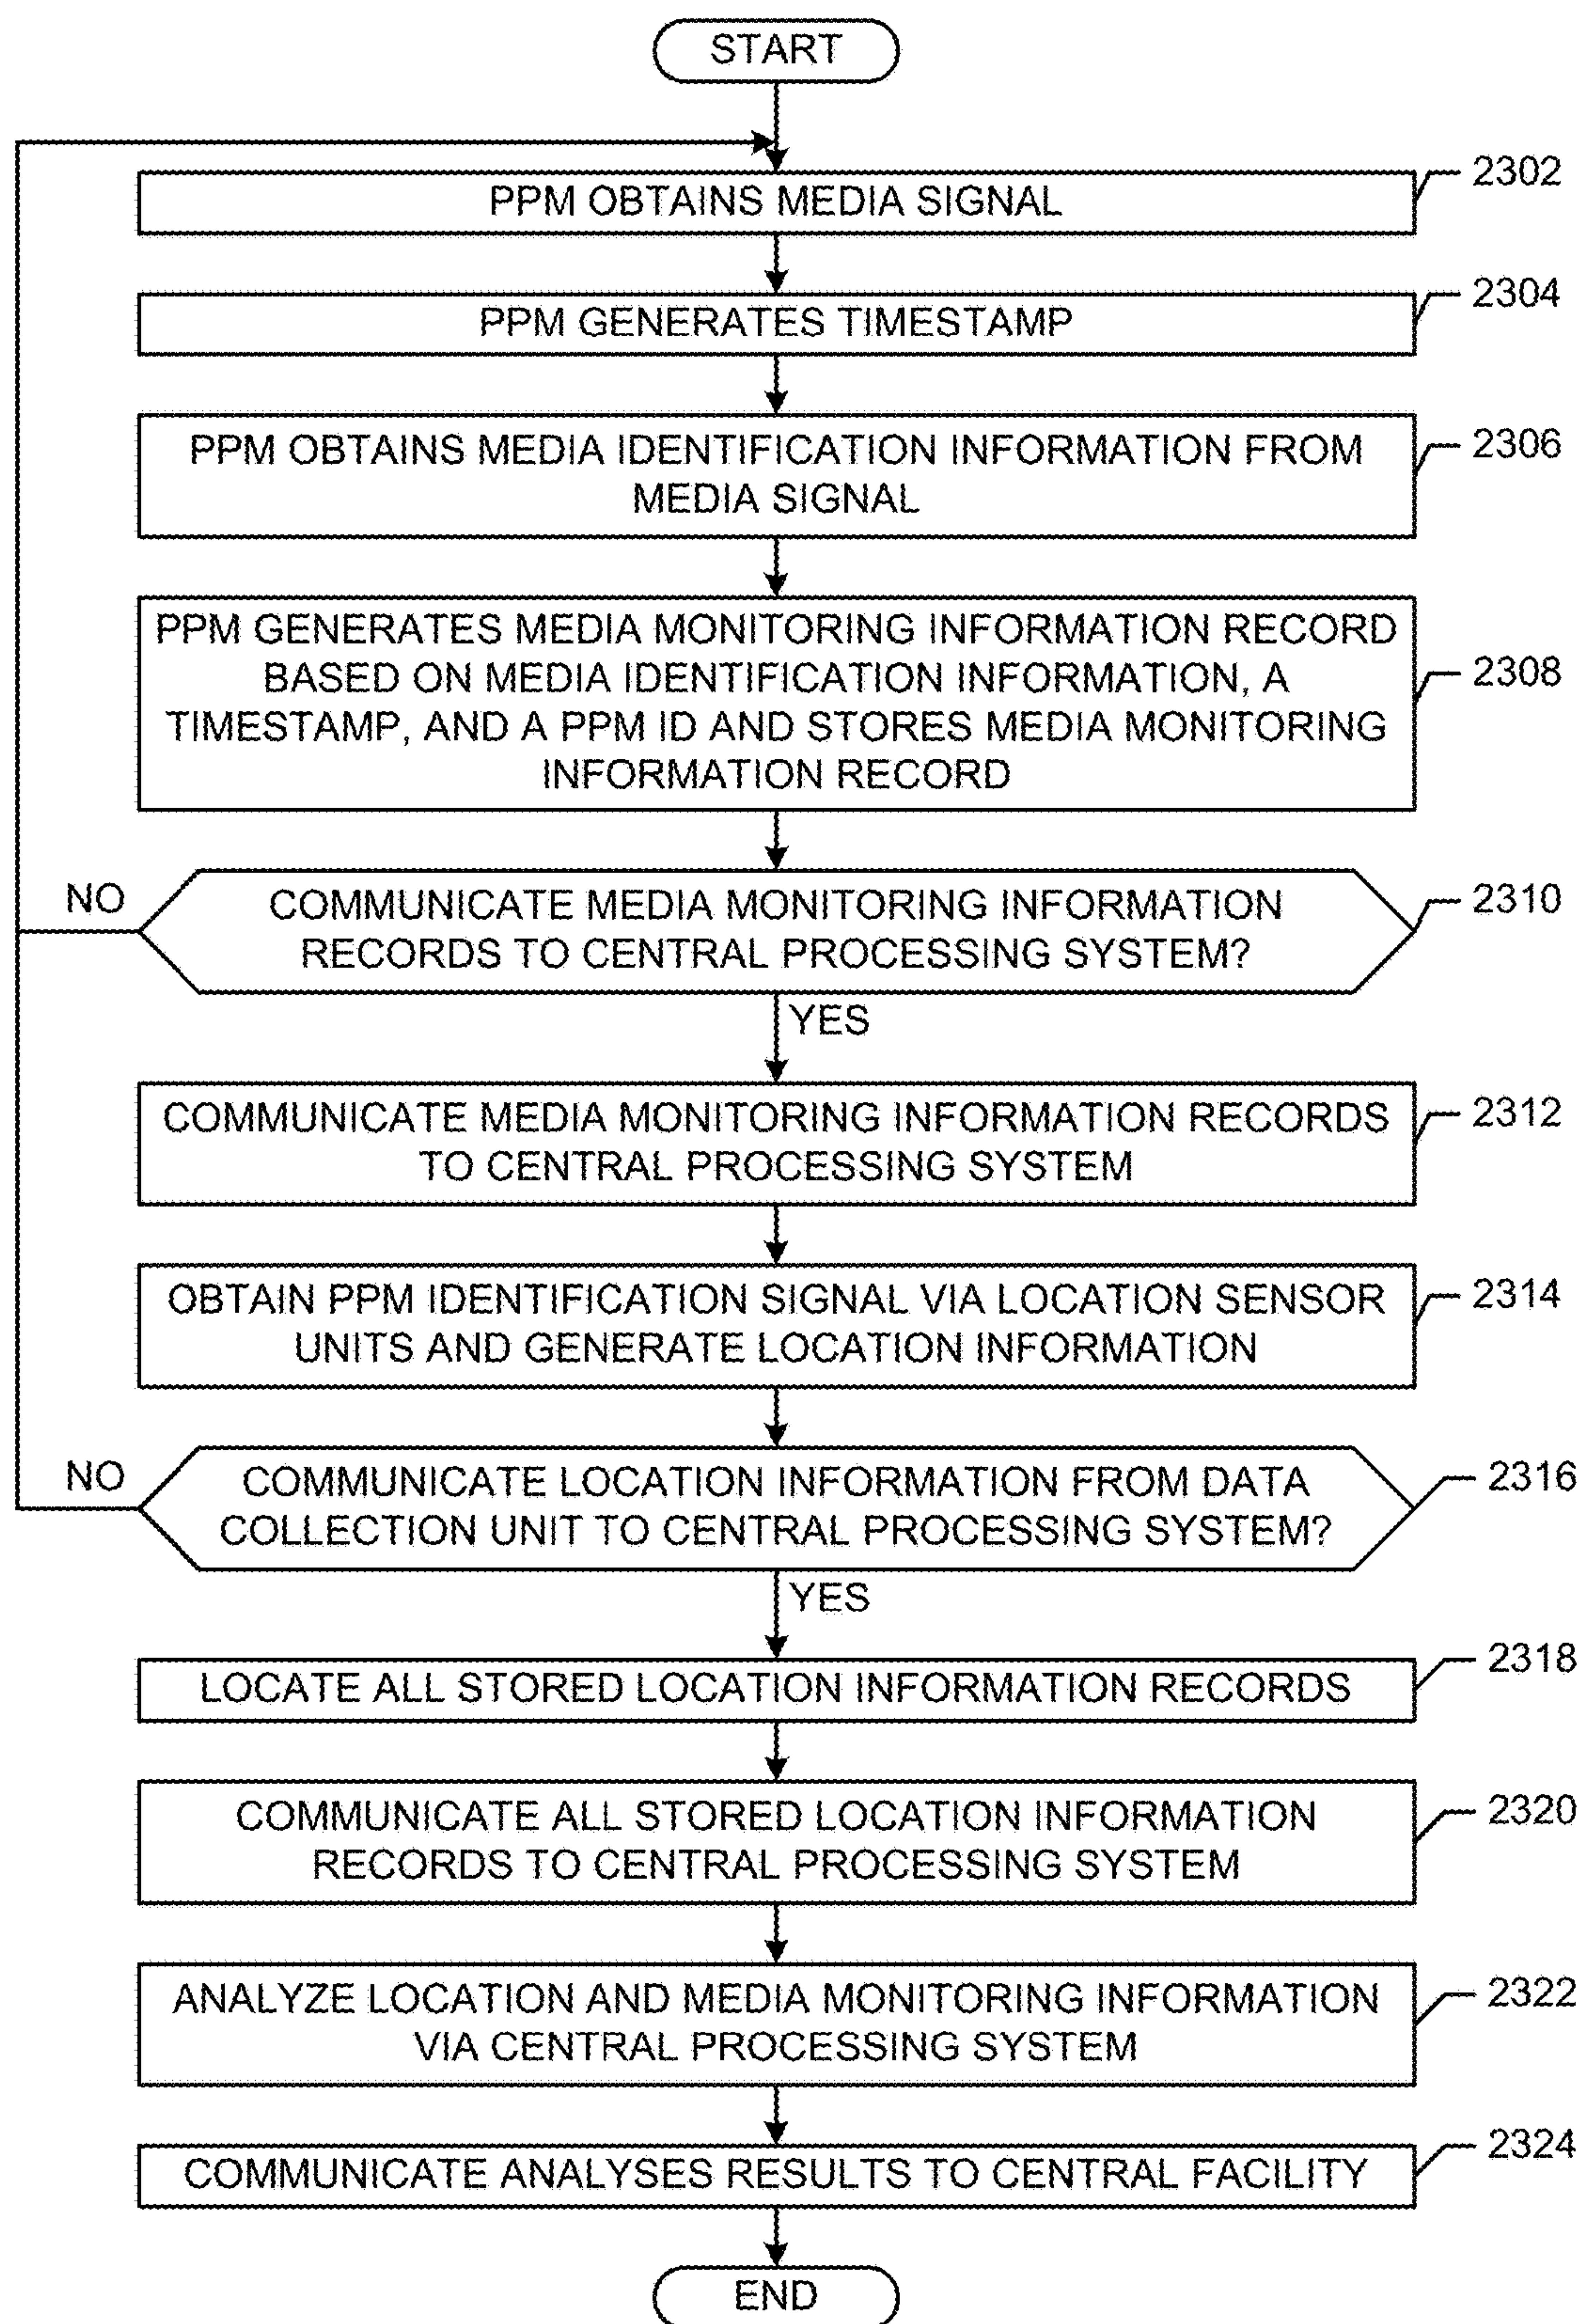 START
2302
PPM OBTAINS MEDIA SIGNAL
2304
PPM GENERATES TIMESTAMP
2306
PPM OBTAINS MEDIA IDENTIFICATION INFORMATION FROM
MEDIA SIGNAL
PPM GENERATES MEDIA MONITORING INFORMATION RECORD
BASED ON MEDIA IDENTIFICATION INFORMATION, A
2308
TIMESTAMP, AND A PPM ID AND STORES MEDIA MONITORING
INFORMATION RECORD
NO
COMMUNICATE MEDIA MONITORING INFORMATION
2310
RECORDS TO CENTRAL PROCESSING SYSTEM?
YES
COMMUNICATE MEDIA MONITORING INFORMATION RECORDS
2312
TO CENTRAL PROCESSING SYSTEM
OBTAIN PPM IDENTIFICATION SIGNAL VIA LOCATION SENSOR
2314
UNITS AND GENERATE LOCATION INFORMATION
NO
COMMUNICATE LOCATION INFORMATION FROM DATA
2316
COLLECTION UNIT TO CENTRAL PROCESSING SYSTEM?
YES
2318
LOCATE ALL STORED LOCATION INFORMATION RECORDS
COMMUNICATE ALL STORED LOCATION INFORMATION
2320
RECORDS TO CENTRAL PROCESSING SYSTEM
ANALYZE LOCATION AND MEDIA MONITORING INFORMATION
2322
VIA CENTRAL PROCESSING SYSTEM
2324
COMMUNICATE ANALYSES RESULTS TO CENTRAL FACILITY
END